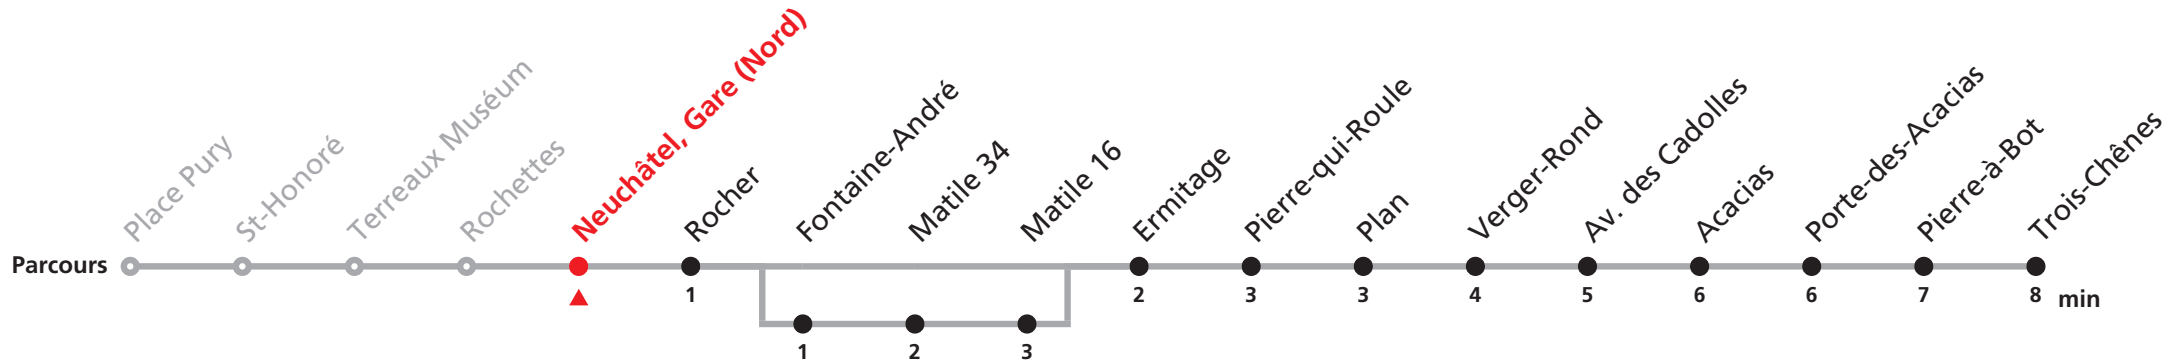 Place Pury
St-Honoré
Terreaux Muséum
Rochettes
Neuchâtel, Gare (Nord)
Rocher
Fontaine-André
Matile 34
Matile 16
Ermitage
Pierre-qui-Roule
Plan
Verger-Rond
Av. des Cadolles
Acacias
Porte-des-Acacias
Pierre-à-Bot
Trois-Chênes
Parcours
1 2 3 3 4 5 6 6 7 8 min
1 2 3